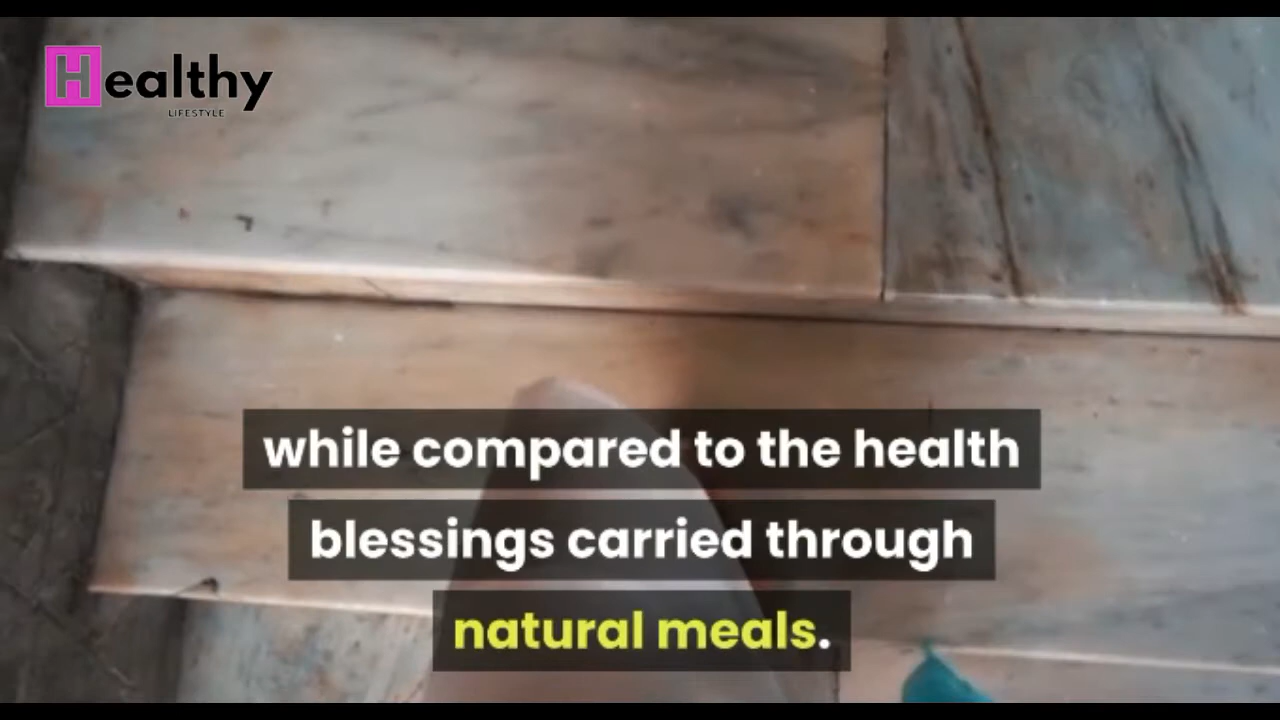 Healthy
LIFESTYLE
while compared to the health
blessings carried through
natural meals.